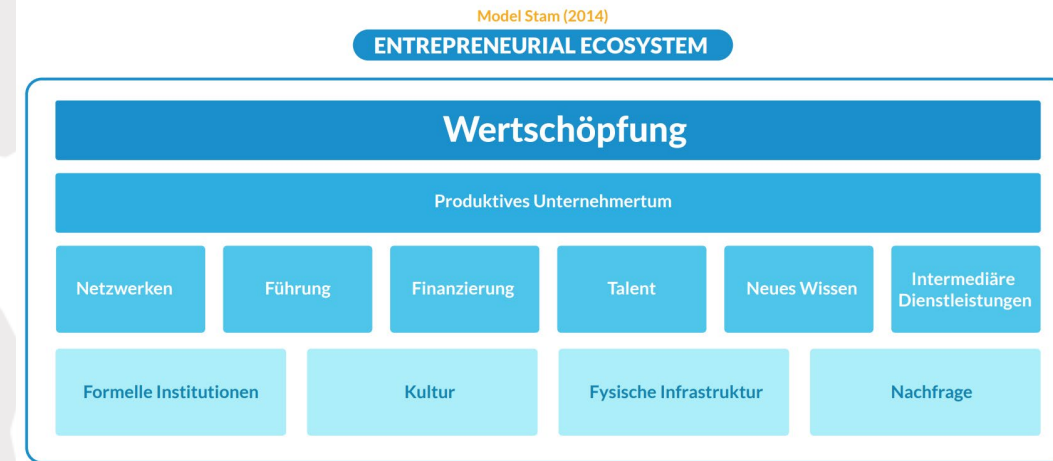 Model Stam (2014)
ENTREPRENEURIAL ECOSYSTEM
Wertschöpfung
Produktives Unternehmertum
Netzwerken
Führung
Finanzierung
Talent
Neues Wissen
Intermediäre
Dienstleistungen
Formelle Institutionen
Kultur
Fysische Infrastruktur
Nachfrage